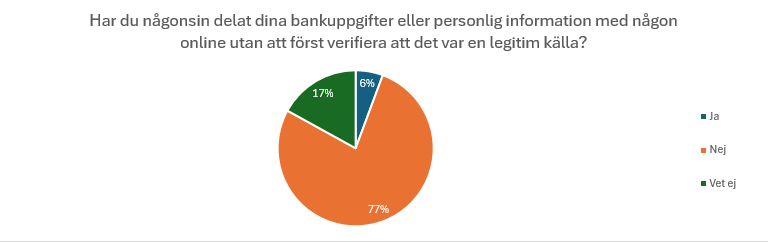 Har du någonsin delat dina bankuppgifter eller personlig information med någon
online utan att först verifiera att det var en legitim källa?
6%
17%
77%
Ja
Nej
Vet ej